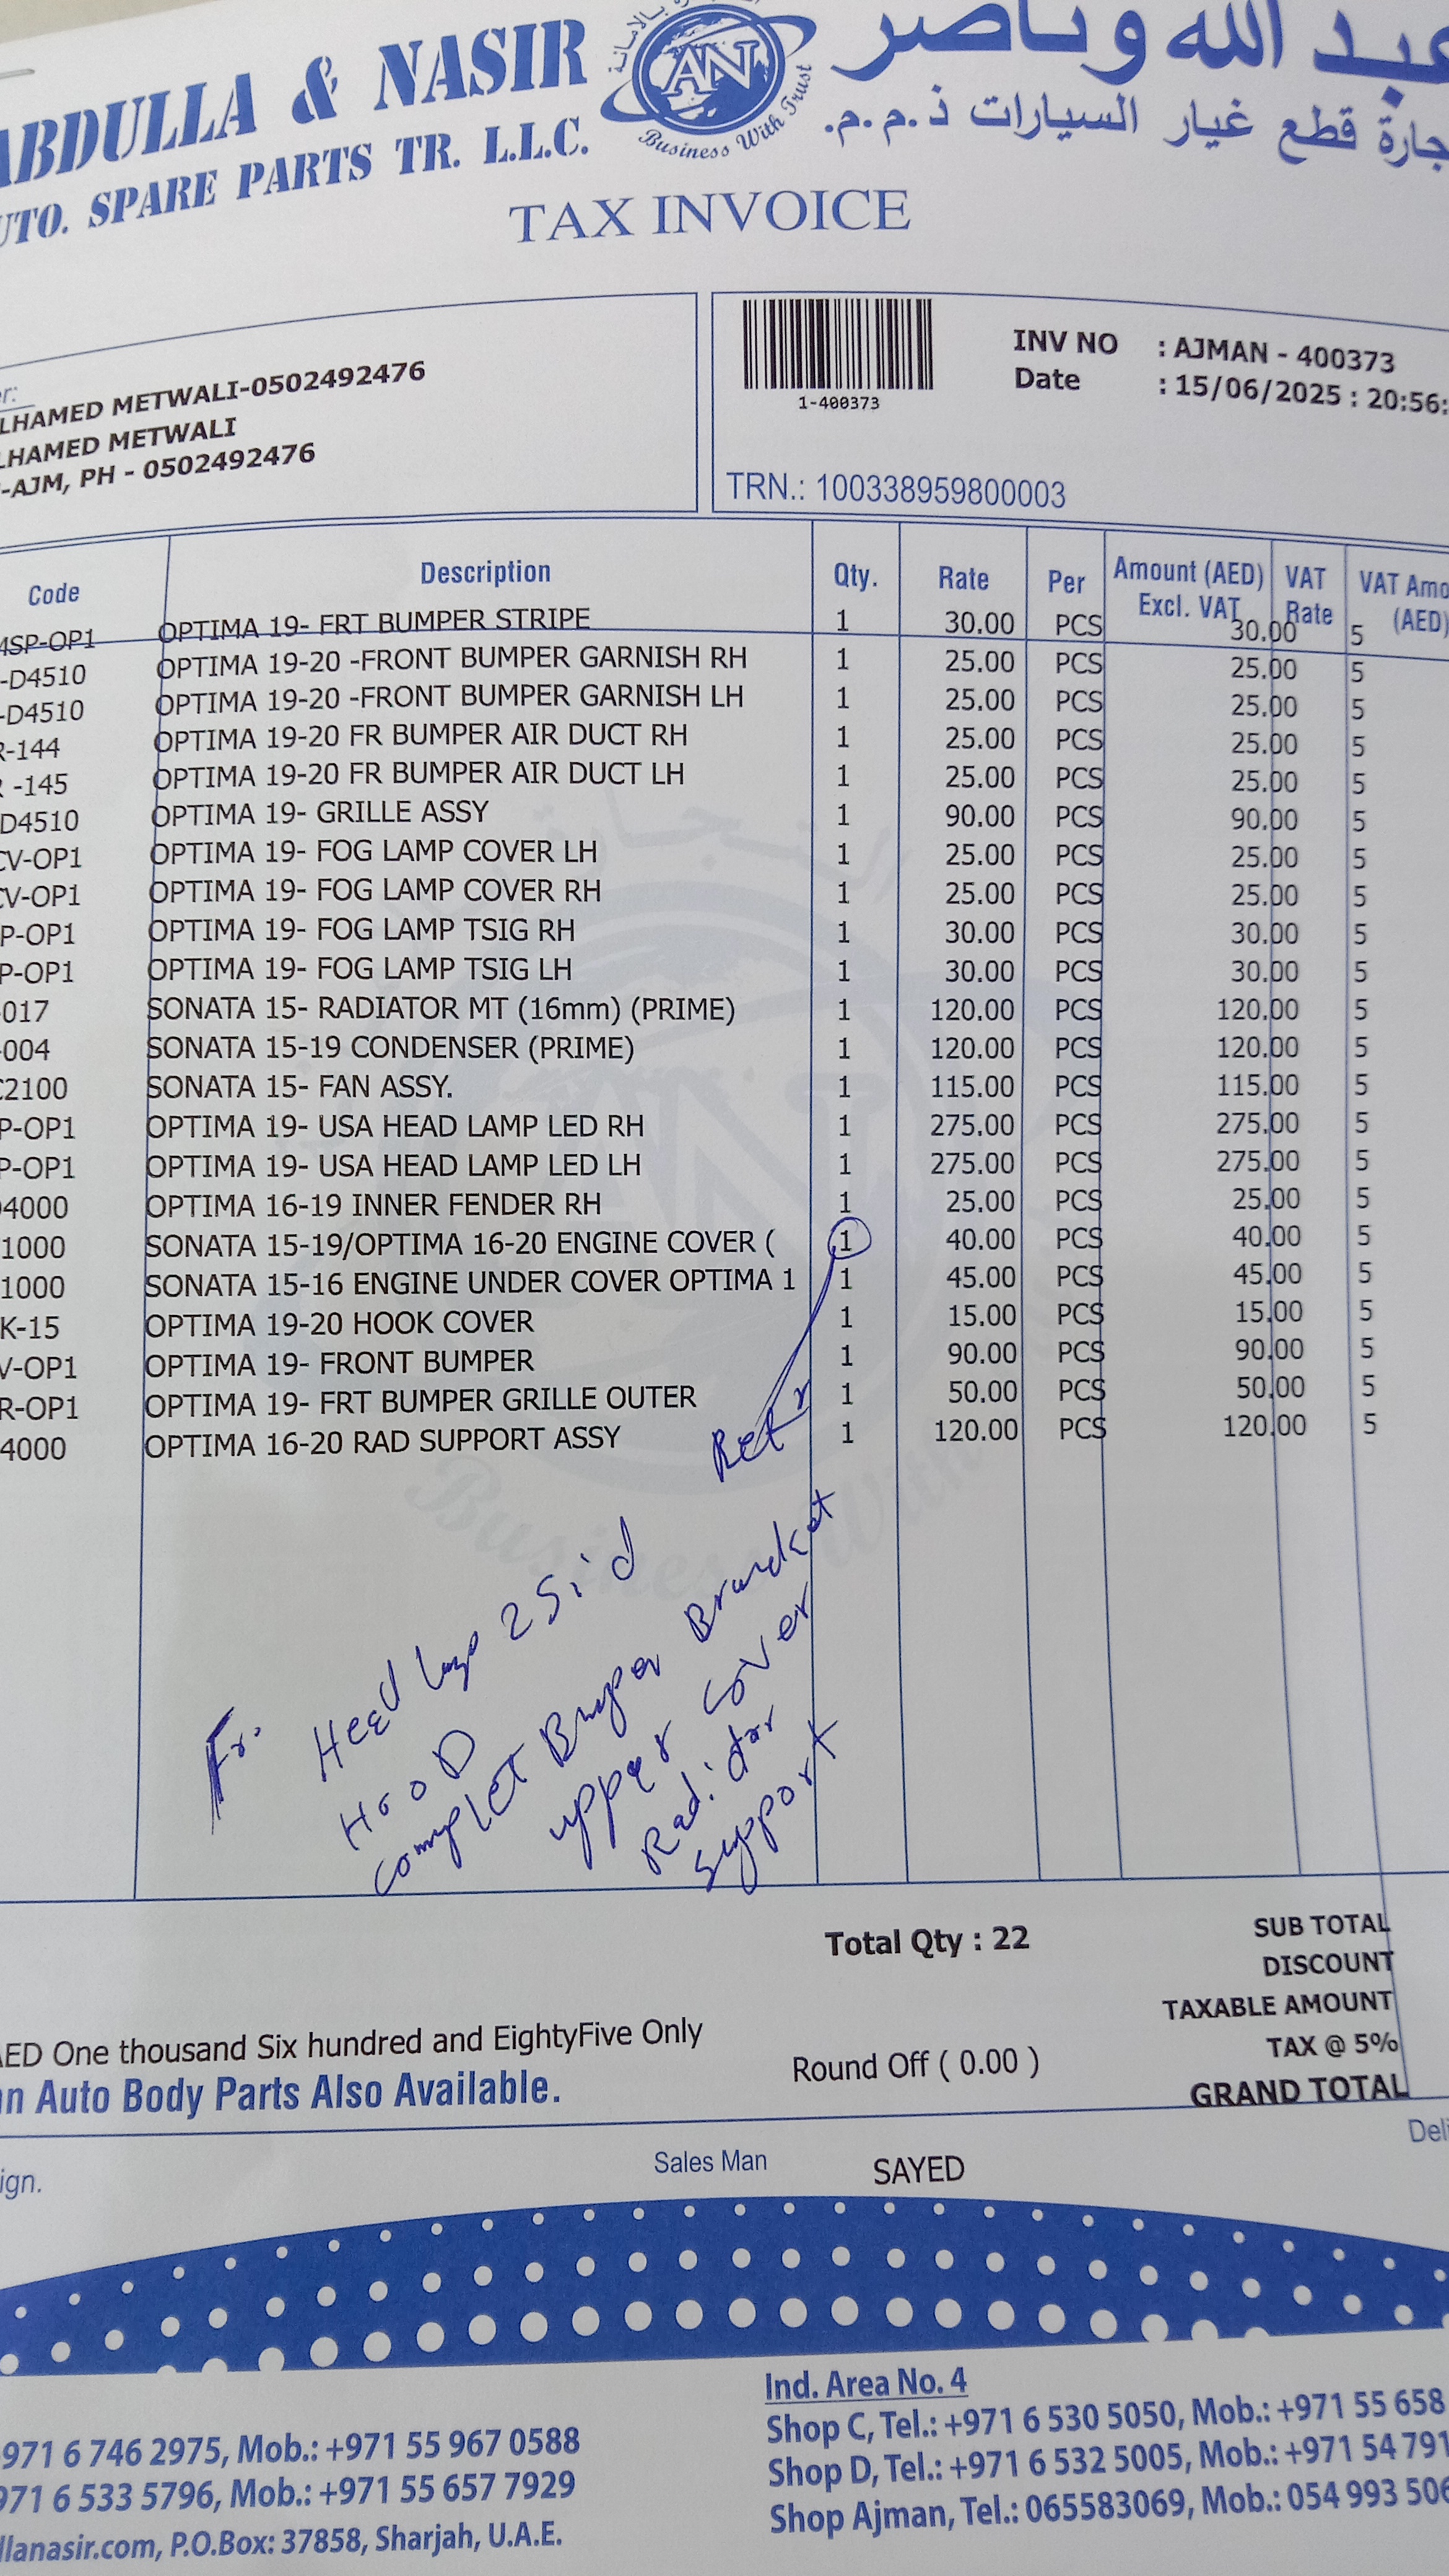 ABDULLA & NASIR
AUTO. SPARE PARTS TR. L.L.C.
AN
Business With Trust
عبد الله وناصر
تجارة قطع غيار السيارات ذ.م.م.
TAX INVOICE
er:
LHAMED METWALI-0502492476
LHAMED METWALI
-AJM, PH - 0502492476
1-400373
INV NO : AJMAN - 400373
Date : 15/06/2025 : 20:56:
TRN.: 100338959800003
Code Description Qty. Rate Per Amount (AED) Excl. VAT VAT Rate VAT Amo (AED)
MSP-OP1 OPTIMA 19- FRT BUMPER STRIPE 1 30.00 PCS 30.00 5
-D4510 OPTIMA 19-20 -FRONT BUMPER GARNISH RH 1 25.00 PCS 25.00 5
-D4510 OPTIMA 19-20 -FRONT BUMPER GARNISH LH 1 25.00 PCS 25.00 5
R-144 OPTIMA 19-20 FR BUMPER AIR DUCT RH 1 25.00 PCS 25.00 5
-145 OPTIMA 19-20 FR BUMPER AIR DUCT LH 1 25.00 PCS 25.00 5
D4510 OPTIMA 19- GRILLE ASSY 1 90.00 PCS 90.00 5
CV-OP1 OPTIMA 19- FOG LAMP COVER LH 1 25.00 PCS 25.00 5
CV-OP1 OPTIMA 19- FOG LAMP COVER RH 1 25.00 PCS 25.00 5
P-OP1 OPTIMA 19- FOG LAMP TSIG RH 1 30.00 PCS 30.00 5
P-OP1 OPTIMA 19- FOG LAMP TSIG LH 1 30.00 PCS 30.00 5
-017 SONATA 15- RADIATOR MT (16mm) (PRIME) 1 120.00 PCS 120.00 5
-004 SONATA 15-19 CONDENSER (PRIME) 1 120.00 PCS 120.00 5
C2100 SONATA 15- FAN ASSY. 1 115.00 PCS 115.00 5
P-OP1 OPTIMA 19- USA HEAD LAMP LED RH 1 275.00 PCS 275.00 5
P-OP1 OPTIMA 19- USA HEAD LAMP LED LH 1 275.00 PCS 275.00 5
4000 OPTIMA 16-19 INNER FENDER RH 1 25.00 PCS 25.00 5
1000 SONATA 15-19/OPTIMA 16-20 ENGINE COVER ( 1 40.00 PCS 40.00 5
1000 SONATA 15-16 ENGINE UNDER COVER OPTIMA 1 1 45.00 PCS 45.00 5
K-15 OPTIMA 19-20 HOOK COVER 1 15.00 PCS 15.00 5
V-OP1 OPTIMA 19- FRONT BUMPER 1 90.00 PCS 90.00 5
R-OP1 OPTIMA 19- FRT BUMPER GRILLE OUTER 1 50.00 PCS 50.00 5
4000 OPTIMA 16-20 RAD SUPPORT ASSY 1 120.00 PCS 120.00 5
Fr. Heed 2 Sid
HooD
complet Bumper
upper cover
Radiator
support
Total Qty : 22
SUB TOTAL
DISCOUNT
TAXABLE AMOUNT
TAX @ 5%
GRAND TOTAL
AED One thousand Six hundred and EightyFive Only
Round Off ( 0.00 )
an Auto Body Parts Also Available.
Deli
ign.
Sales Man SAYED
971 6 746 2975, Mob.: +971 55 967 0588
971 6 533 5796, Mob.: +971 55 657 7929
llanasir.com, P.O.Box: 37858, Sharjah, U.A.E.
Ind. Area No. 4
Shop C, Tel.: +971 6 530 5050, Mob.: +971 55 658
Shop D, Tel.: +971 6 532 5005, Mob.: +971 54 791
Shop Ajman, Tel.: 065583069, Mob.: 054 993 506